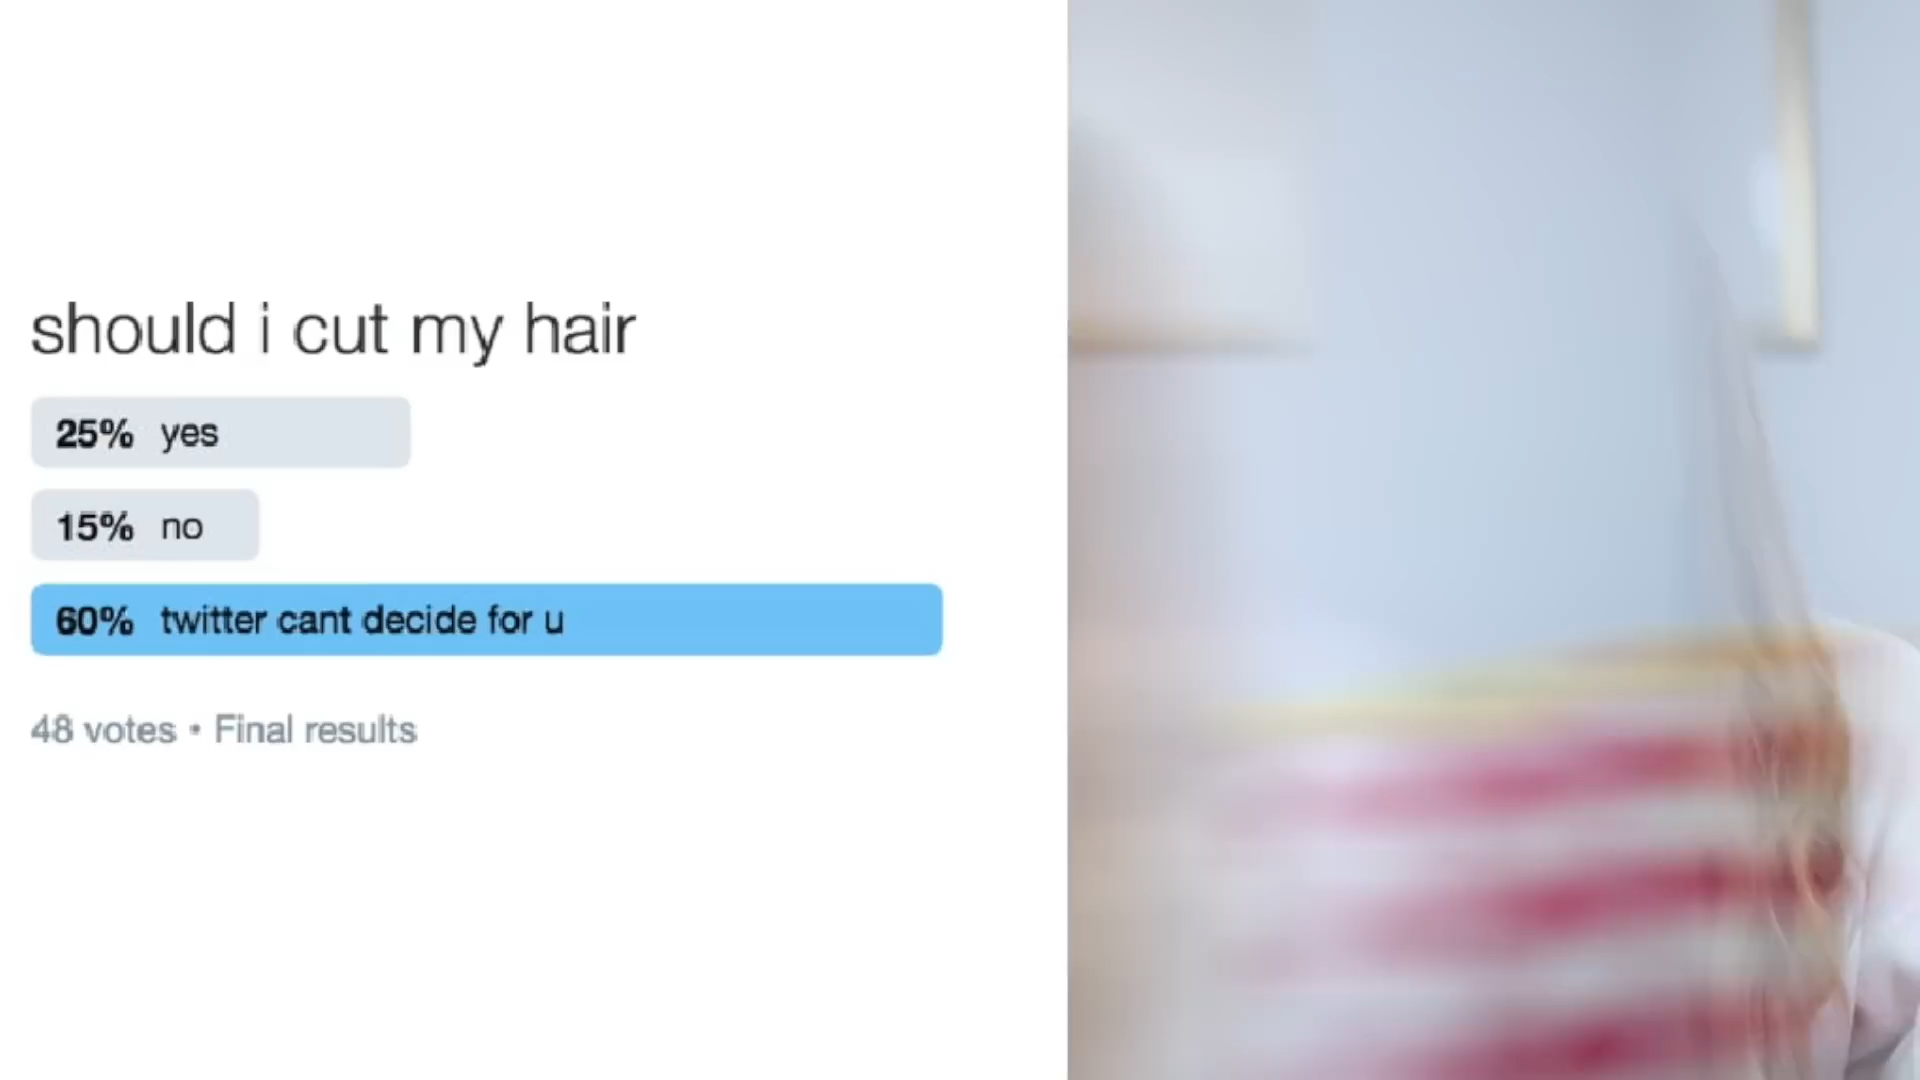 should i cut my hair
25% yes
15% no
60% twitter cant decide for u
48 votes • Final results